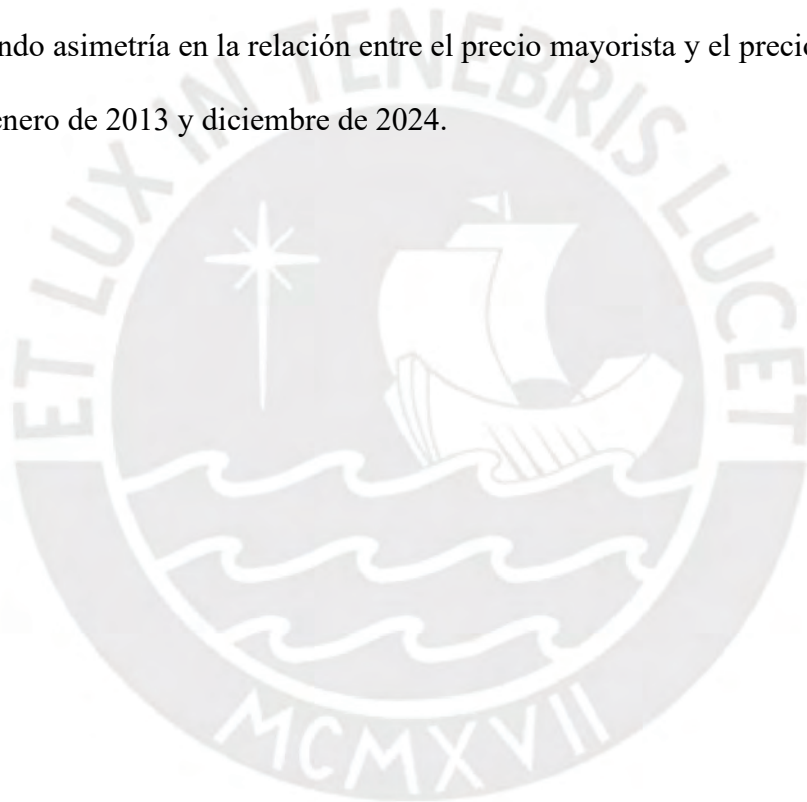 ndo asimetría en la relación entre el precio mayorista y el precio
enero de 2013 y diciembre de 2024.
ET LUX IN TENEBRIS LUCET
MCMXVII